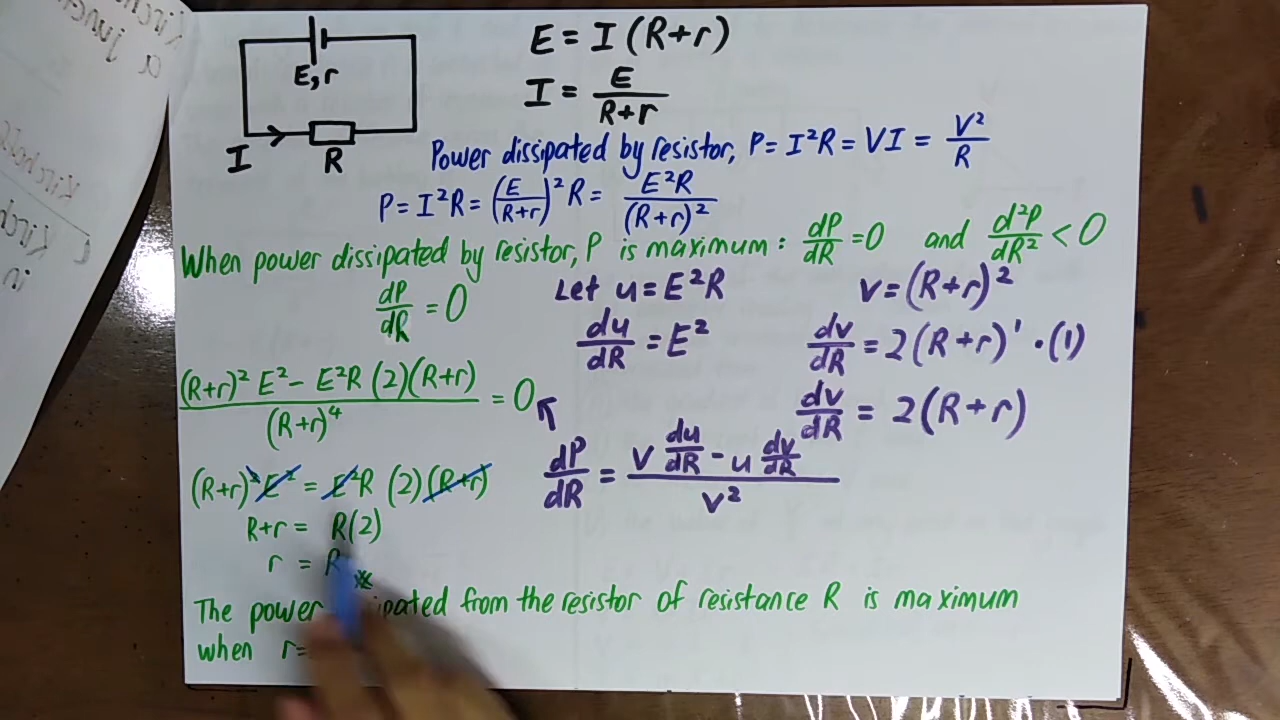 E, r
I
R
E = I (R+r)
I = E / R+r
Power dissipated by resistor, P = I²R = VI = V² / R
P = I²R = (E / R+r)² R = E²R / (R+r)²
When power dissipated by resistor, P is maximum : dP/dR = 0 and d²P/dR² < 0
dP/dR = 0
Let u = E²R
v = (R+r)²
du/dR = E²
dv/dR = 2(R+r)¹ · (1)
(R+r)² E² - E²R (2)(R+r) / (R+r)⁴ = 0
dv/dR = 2(R+r)
dP/dR = v du/dR - u dv/dR / v²
(R+r)² E² = E²R (2)(R+r)
R+r = R(2)
r = R
The power from the resistor of resistance R is maximum
when r =